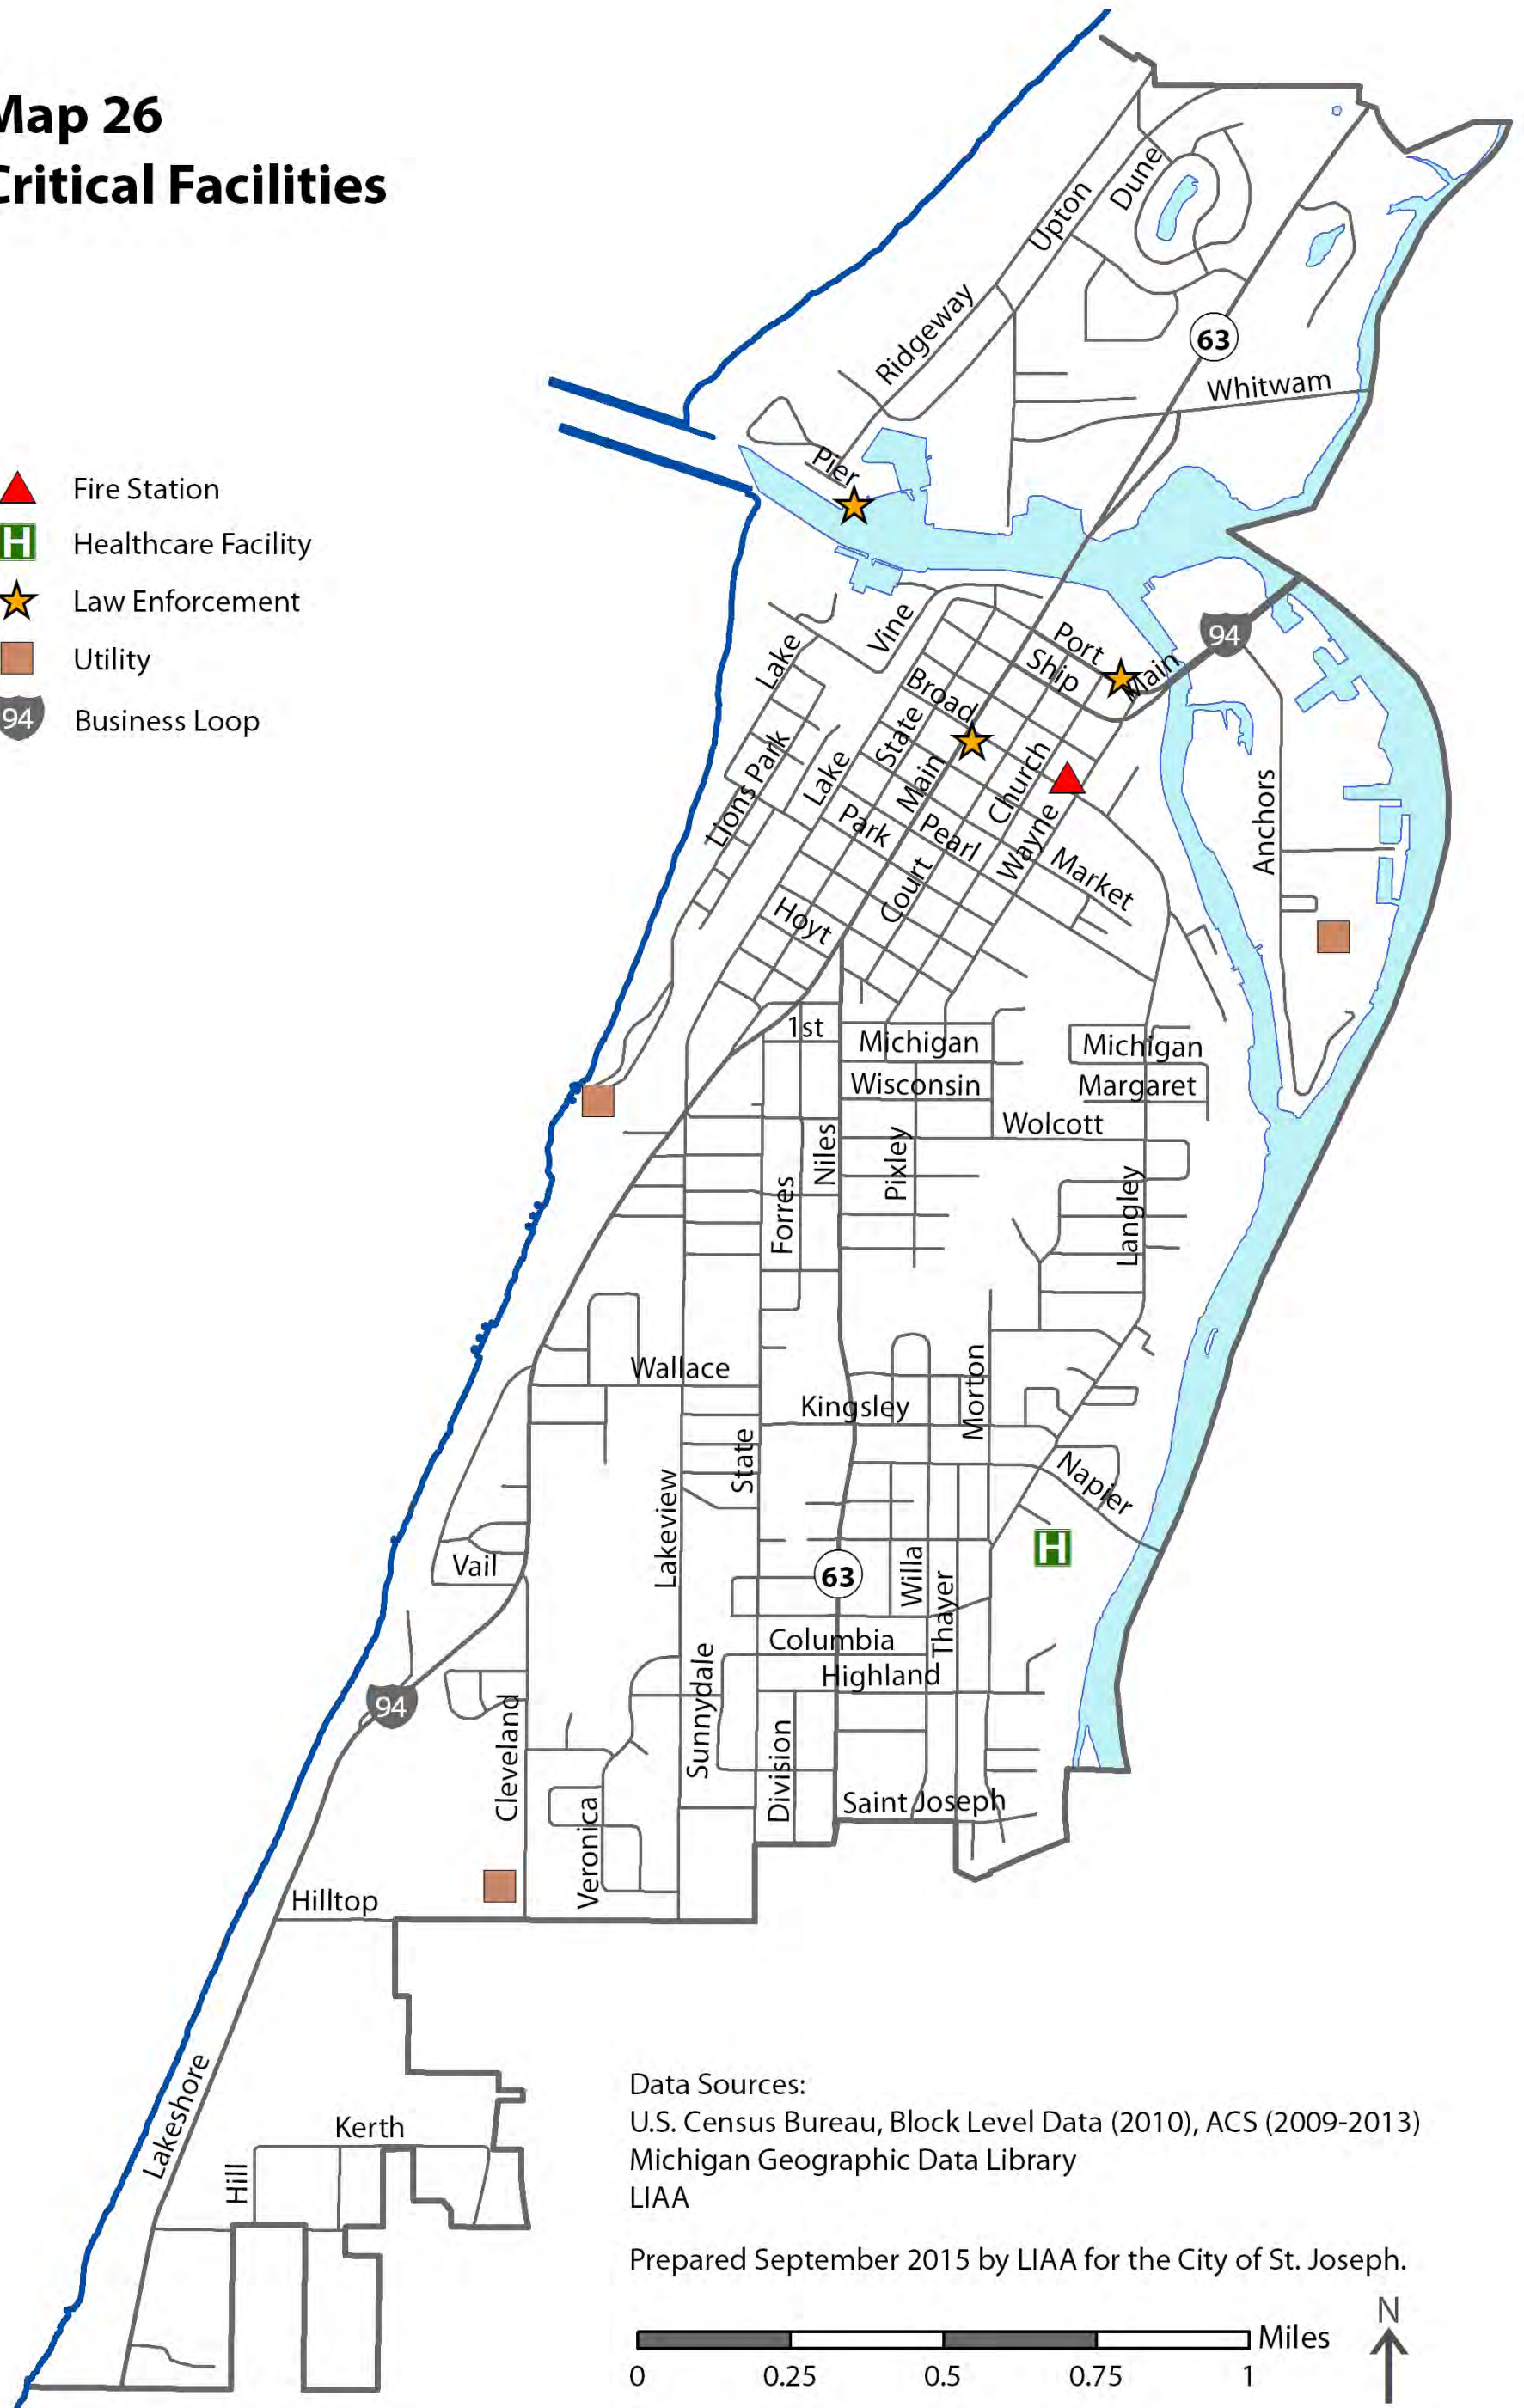 Map 26
Critical Facilities
Fire Station
H Healthcare Facility
Law Enforcement
Utility
94 Business Loop
Upton
Dune
Ridgeway
63
Whitwam
Pier
Vine
Port
Ship
Main
94
Lake
Broad
State
Main
Church
Lions Park
Lake
Park
Pearl
Wayne
Market
Anchors
Court
Hoyt
1st
Michigan
Michigan
Wisconsin
Margaret
Wolcott
Niles
Pixley
Forres
Langley
Wallace
Kingsley
Morton
State
Napier
Lakeview
H
Vail
63
Willa
Thayer
Columbia
Highland
Sunnydale
94
Cleveland
Division
Saint Joseph
Veronica
Hilltop
Lakeshore
Kerth
Hill
Data Sources:
U.S. Census Bureau, Block Level Data (2010), ACS (2009-2013)
Michigan Geographic Data Library
LIAA
Prepared September 2015 by LIAA for the City of St. Joseph.
N
Miles
0 0.25 0.5 0.75 1